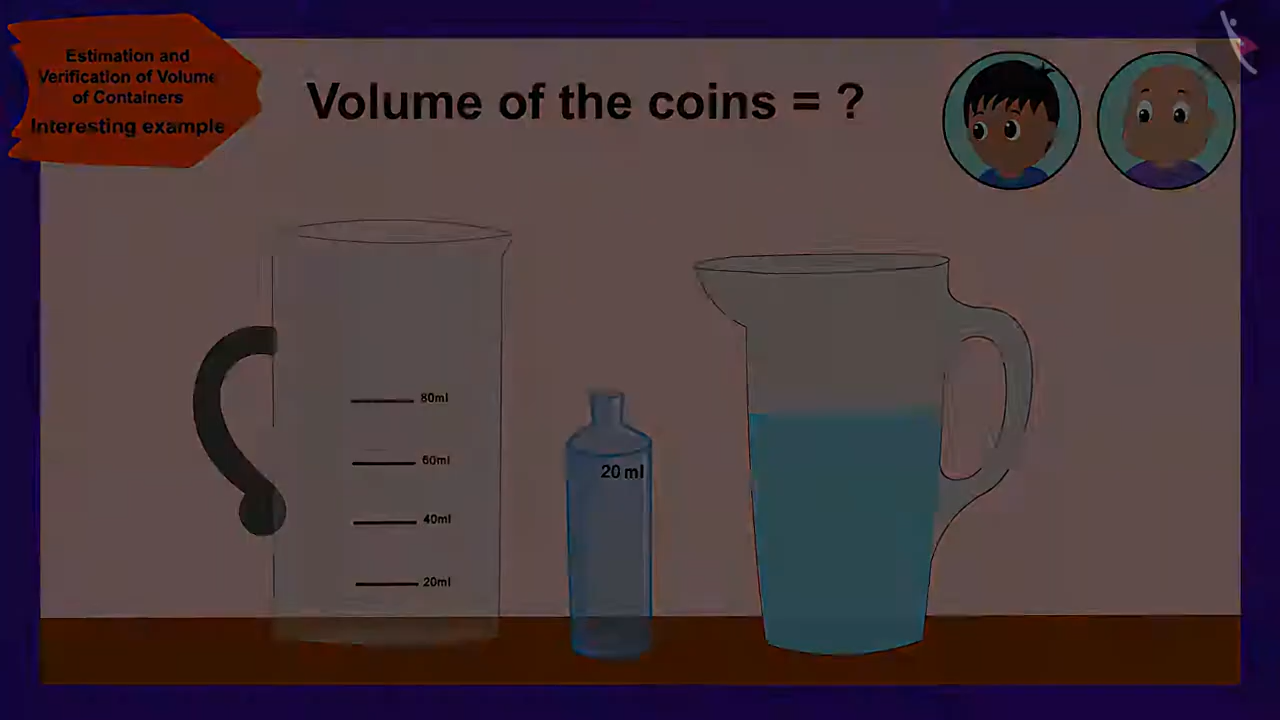 Estimation and
Verification of Volume
of Containers
Interesting example
Volume of the coins = ?
80ml
60ml
40ml
20ml
20 ml